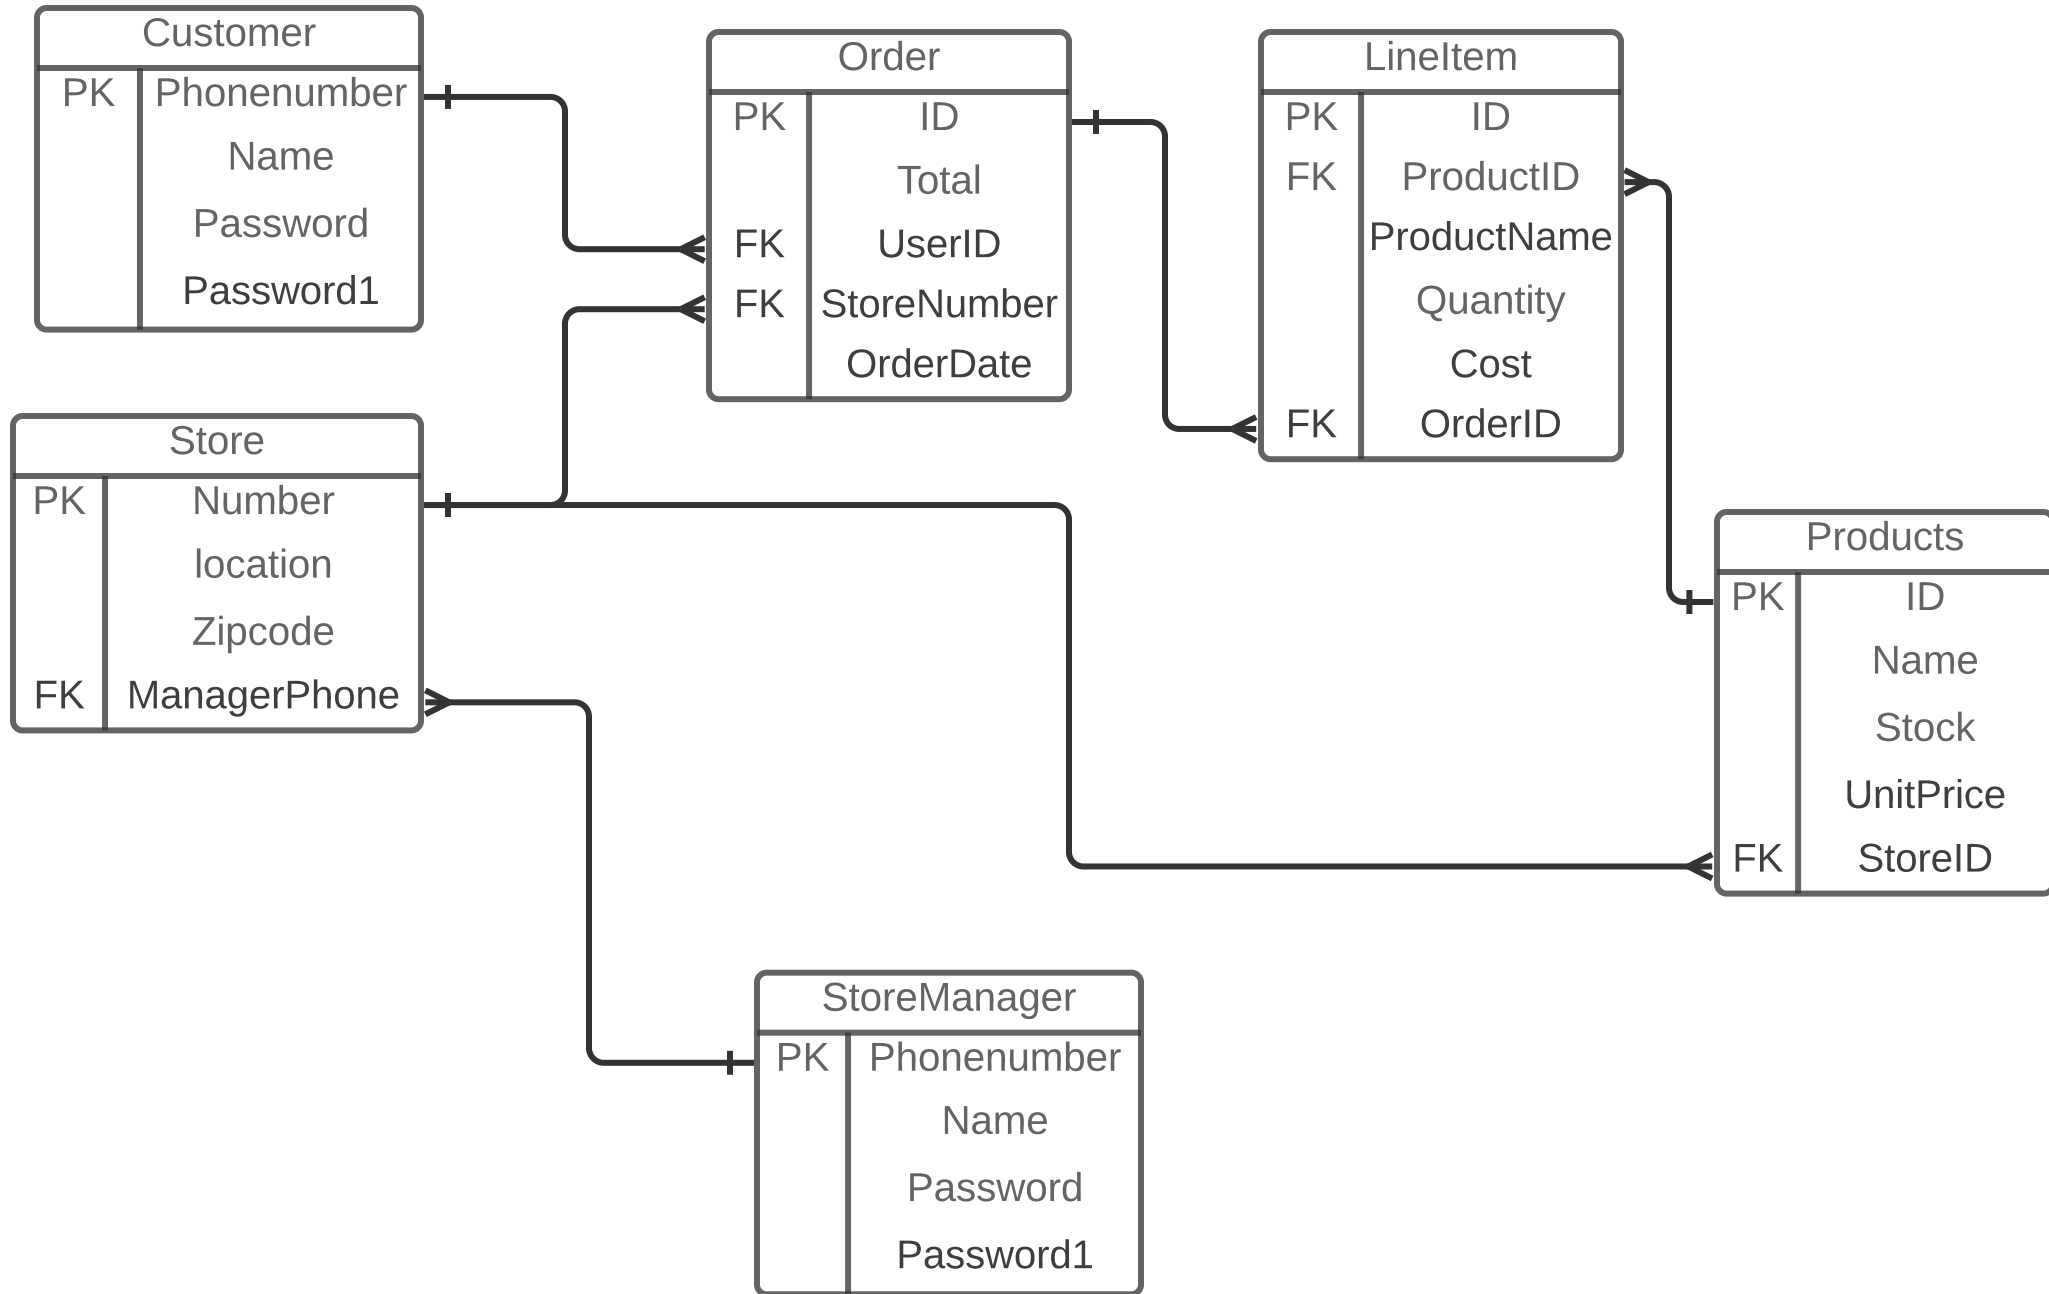 Customer
PK Phonenumber
Name
Password
Password1
Order
PK ID
Total
FK UserID
FK StoreNumber
OrderDate
LineItem
PK ID
FK ProductID
ProductName
Quantity
Cost
FK OrderID
Store
PK Number
location
Zipcode
FK ManagerPhone
Products
PK ID
Name
Stock
UnitPrice
FK StoreID
StoreManager
PK Phonenumber
Name
Password
Password1